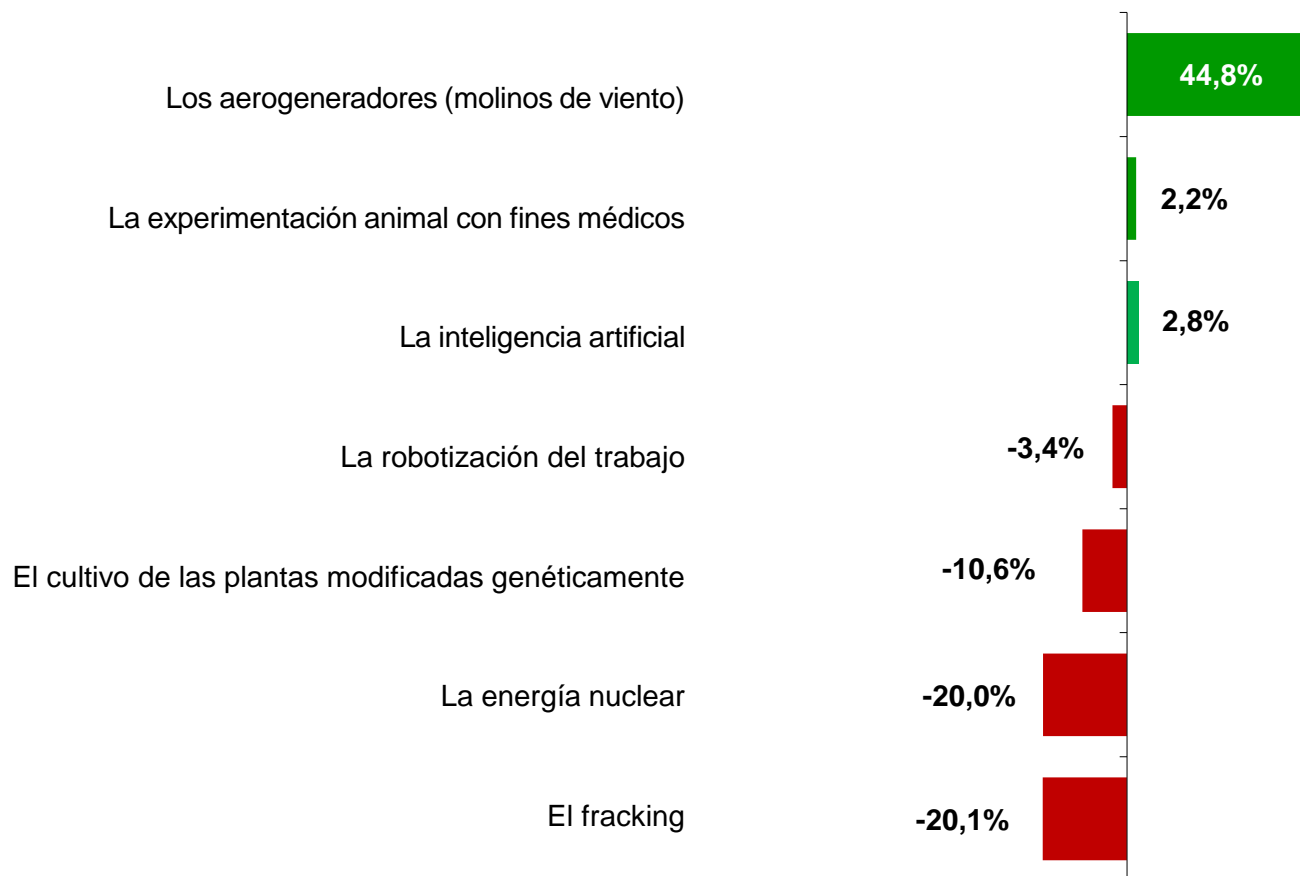 Los aerogeneradores (molinos de viento)
44,8%
La experimentación animal con fines médicos
2,2%
La inteligencia artificial
2,8%
La robotización del trabajo
-3,4%
El cultivo de las plantas modificadas genéticamente
-10,6%
La energía nuclear
-20,0%
El fracking
-20,1%